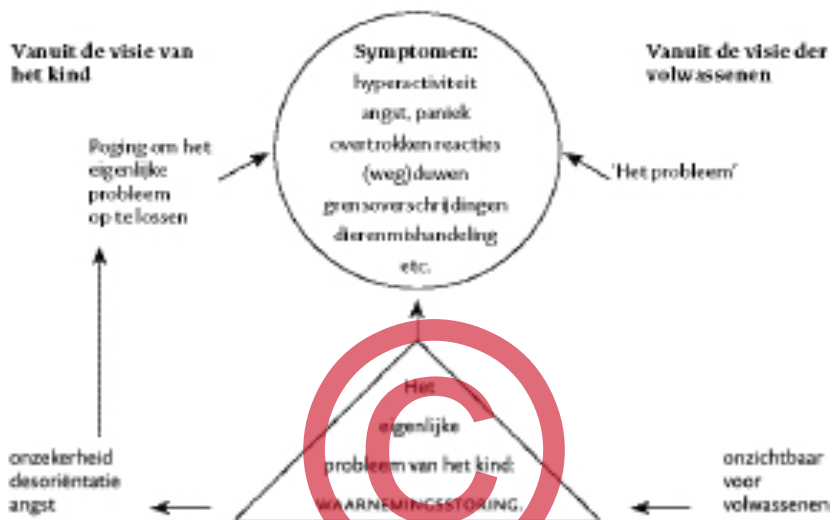 Vanuit de visie van
het kind
Symptomen:
hyperactiviteit
angst, paniek
overtrokken reacties
(weg)duwen
grensoverschrijdingen
dierenmishandeling
etc.
Vanuit de visie der
volwassenen
Poging om het
eigenlijke
probleem
op te lossen
'Het probleem'
Het
eigenlijke
probleem van het kind:
WAARNEMINGSSTORING.
onzekerheid
desoriëntatie
angst
onzichtbaar
voor
volwassenen
©